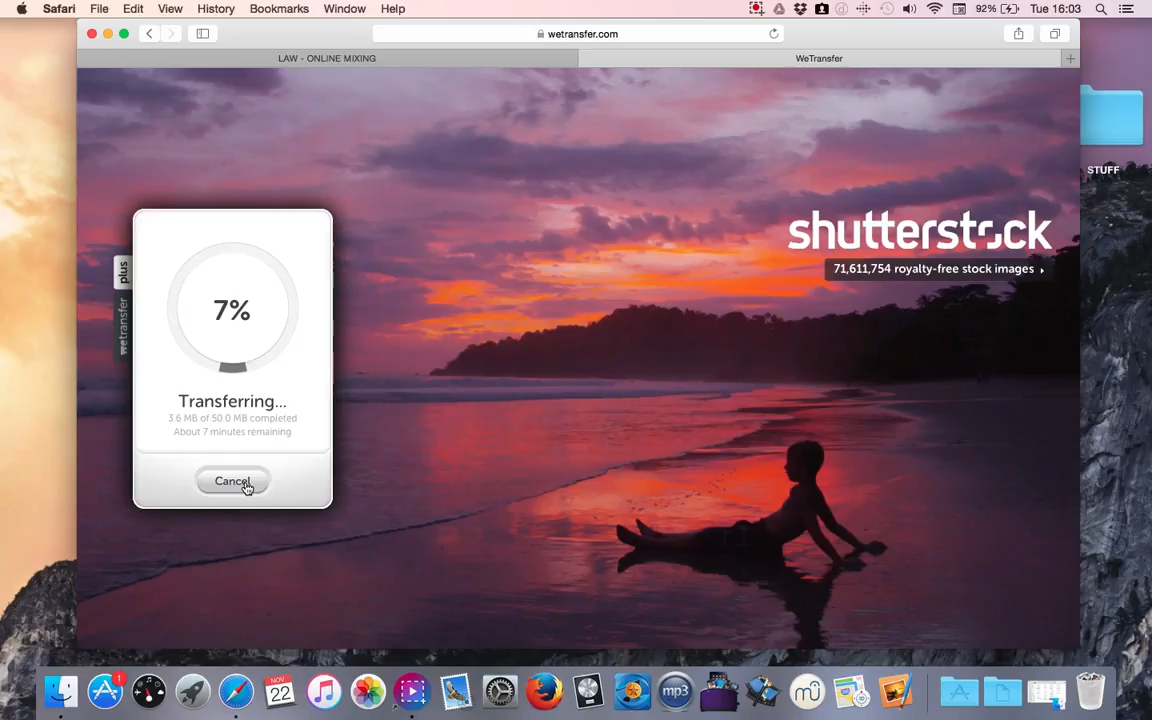 Safari File Edit View History Bookmarks Window Help 92% Tue 16:03
wetransfer.com
LAW - ONLINE MIXING WeTransfer +
shutterstock
71,611,754 royalty-free stock images
plus
wetransfer
7%
Transferring...
3.6 MB of 50.0 MB completed
About 7 minutes remaining
Cancel
STUFF
1
NOV
22
mp3